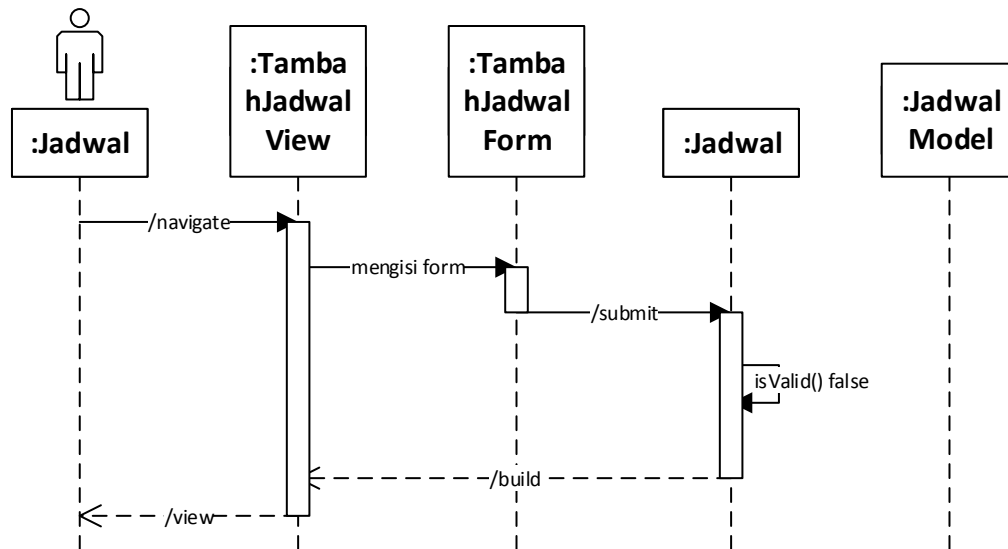 :Jadwal
:Tamba
hJadwal
View
:Tamba
hJadwal
Form
:Jadwal
:Jadwal
Model
/navigate
mengisi form
/submit
isValid() false
/build
/view